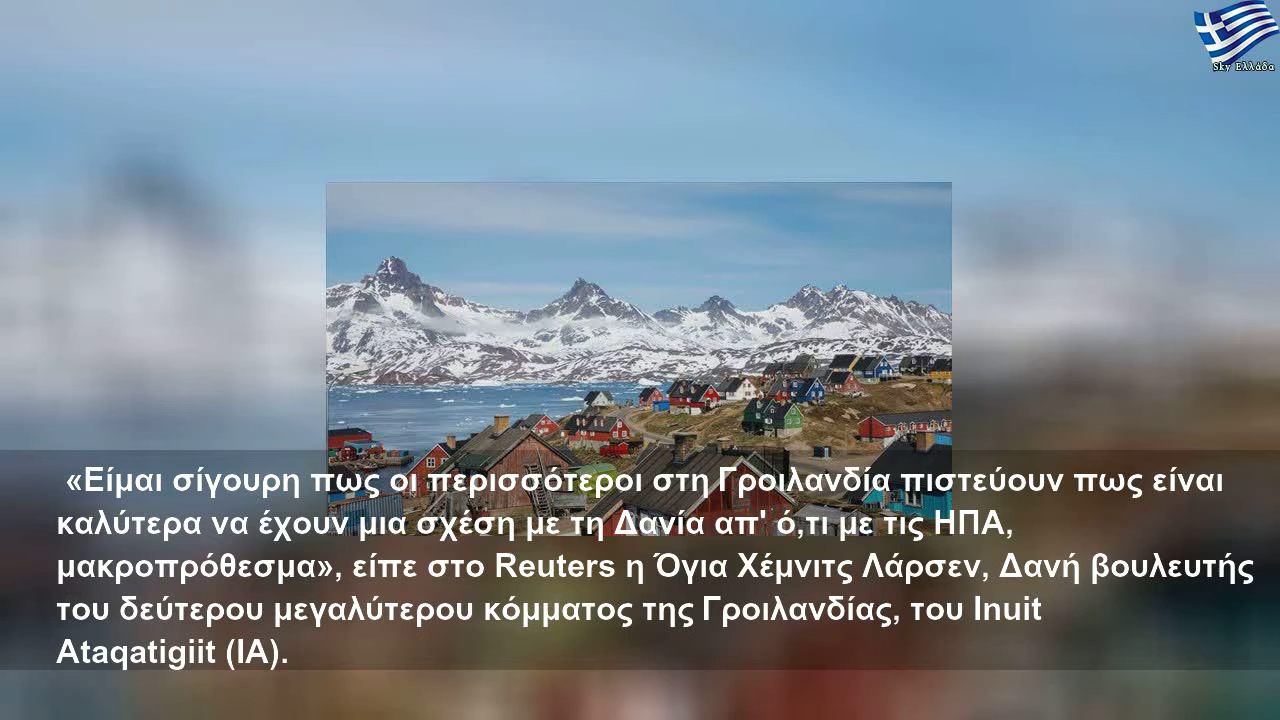 Sky Ελλάδα
«Είμαι σίγουρη πως οι περισσότεροι στη Γροιλανδία πιστεύουν πως είναι
καλύτερα να έχουν μια σχέση με τη Δανία απ' ό,τι με τις ΗΠΑ,
μακροπρόθεσμα», είπε στο Reuters η Όγια Χέμνιτς Λάρσεν, Δανή βουλευτής
του δεύτερου μεγαλύτερου κόμματος της Γροιλανδίας, του Inuit
Ataqatigiit (IA).